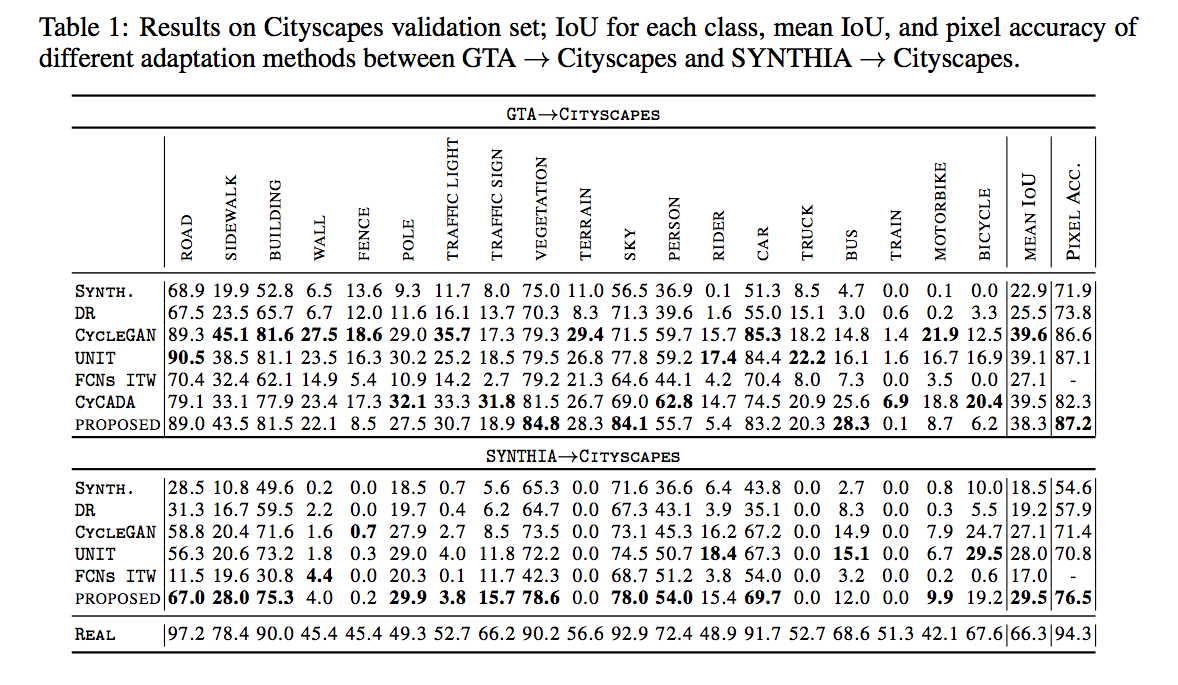 Table 1: Results on Cityscapes validation set; IoU for each class, mean IoU, and pixel accuracy of
different adaptation methods between GTA → Cityscapes and SYNTHIA → Cityscapes.
GTA→CITYSCAPES
ROAD SIDEWALK BUILDING WALL FENCE POLE TRAFFIC LIGHT TRAFFIC SIGN VEGETATION TERRAIN SKY PERSON RIDER CAR TRUCK BUS TRAIN MOTORBIKE BICYCLE MEAN IOU PIXEL ACC.
SYNTH. 68.9 19.9 52.8 6.5 13.6 9.3 11.7 8.0 75.0 11.0 56.5 36.9 0.1 51.3 8.5 4.7 0.0 0.1 0.0 22.9 71.9
DR 67.5 23.5 65.7 6.7 12.0 11.6 16.1 13.7 70.3 8.3 71.3 39.6 1.6 55.0 15.1 3.0 0.6 0.2 3.3 25.5 73.8
CYCLEGAN 89.3 45.1 81.6 27.5 18.6 29.0 35.7 17.3 79.3 29.4 71.5 59.7 15.7 85.3 18.2 14.8 1.4 21.9 12.5 39.6 86.6
UNIT 90.5 38.5 81.1 23.5 16.3 30.2 25.2 18.5 79.5 26.8 77.8 59.2 17.4 84.4 22.2 16.1 1.6 16.7 16.9 39.1 87.1
FCNS ITW 70.4 32.4 62.1 14.9 5.4 10.9 14.2 2.7 79.2 21.3 64.6 44.1 4.2 70.4 8.0 7.3 0.0 3.5 0.0 27.1 -
CYCADA 79.1 33.1 77.9 23.4 17.3 32.1 33.3 31.8 81.5 26.7 69.0 62.8 14.7 74.5 20.9 25.6 6.9 18.8 20.4 39.5 82.3
PROPOSED 89.0 43.5 81.5 22.1 8.5 27.5 30.7 18.9 84.8 28.3 84.1 55.7 5.4 83.2 20.3 28.3 0.1 8.7 6.2 38.3 87.2
SYNTHIA→CITYSCAPES
SYNTH. 28.5 10.8 49.6 0.2 0.0 18.5 0.7 5.6 65.3 0.0 71.6 36.6 6.4 43.8 0.0 2.7 0.0 0.8 10.0 18.5 54.6
DR 31.3 16.7 59.5 2.2 0.0 19.7 0.4 6.2 64.7 0.0 67.3 43.1 3.9 35.1 0.0 8.3 0.0 0.3 5.5 19.2 57.9
CYCLEGAN 58.8 20.4 71.6 1.6 0.7 27.9 2.7 8.5 73.5 0.0 73.1 45.3 16.2 67.2 0.0 14.9 0.0 7.9 24.7 27.1 71.4
UNIT 56.3 20.6 73.2 1.8 0.3 29.0 4.0 11.8 72.2 0.0 74.5 50.7 18.4 67.3 0.0 15.1 0.0 6.7 29.5 28.0 70.8
FCNS ITW 11.5 19.6 30.8 4.4 0.0 20.3 0.1 11.7 42.3 0.0 68.7 51.2 3.8 54.0 0.0 3.2 0.0 0.2 0.6 17.0 -
PROPOSED 67.0 28.0 75.3 4.0 0.2 29.9 3.8 15.7 78.6 0.0 78.0 54.0 15.4 69.7 0.0 12.0 0.0 9.9 19.2 29.5 76.5
REAL 97.2 78.4 90.0 45.4 45.4 49.3 52.7 66.2 90.2 56.6 92.9 72.4 48.9 91.7 52.7 68.6 51.3 42.1 67.6 66.3 94.3